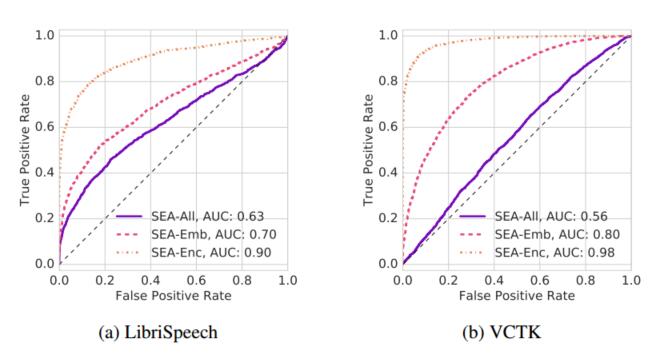 1.0
0.8
0.6
0.4
0.2
0.0
True Positive Rate
SEA-All, AUC: 0.63
SEA-Emb, AUC: 0.70
SEA-Enc, AUC: 0.90
0.0 0.2 0.4 0.6 0.8 1.0
False Positive Rate
(a) LibriSpeech
1.0
0.8
0.6
0.4
0.2
0.0
True Positive Rate
SEA-All, AUC: 0.56
SEA-Emb, AUC: 0.80
SEA-Enc, AUC: 0.98
0.0 0.2 0.4 0.6 0.8 1.0
False Positive Rate
(b) VCTK